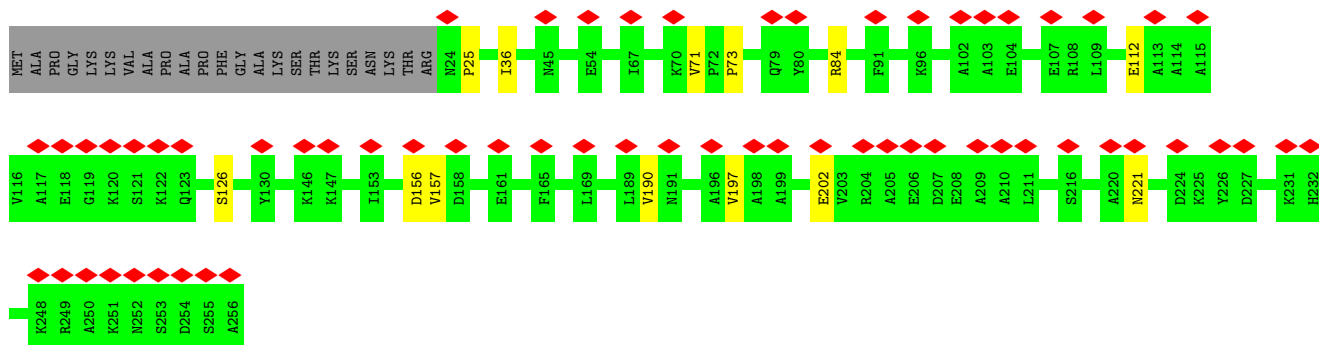 MET ALA PRO GLY LYS LYS VAL ALA PRO ALA PRO PHE GLY ALA LYS SER THR LYS SER ASN LYS THR ARG N24 P25 I36 N45 E54 I67 K70 V71 P72 P73 Q79 Y80 R84 F91 K96 A102 A103 E104 E107 R108 L109 E112 A113 A114 A115
V116 A117 E118 G119 K120 S121 K122 Q123 S126 Y130 K146 K147 I153 D156 V157 D158 E161 F165 L169 L189 V190 N191 A196 V197 A198 A199 E202 V203 R204 A205 E206 D207 E208 A209 A210 L211 S216 A220 N221 D224 K225 Y226 D227 K231 H232
K248 R249 A250 K251 N252 S253 D254 S255 A256